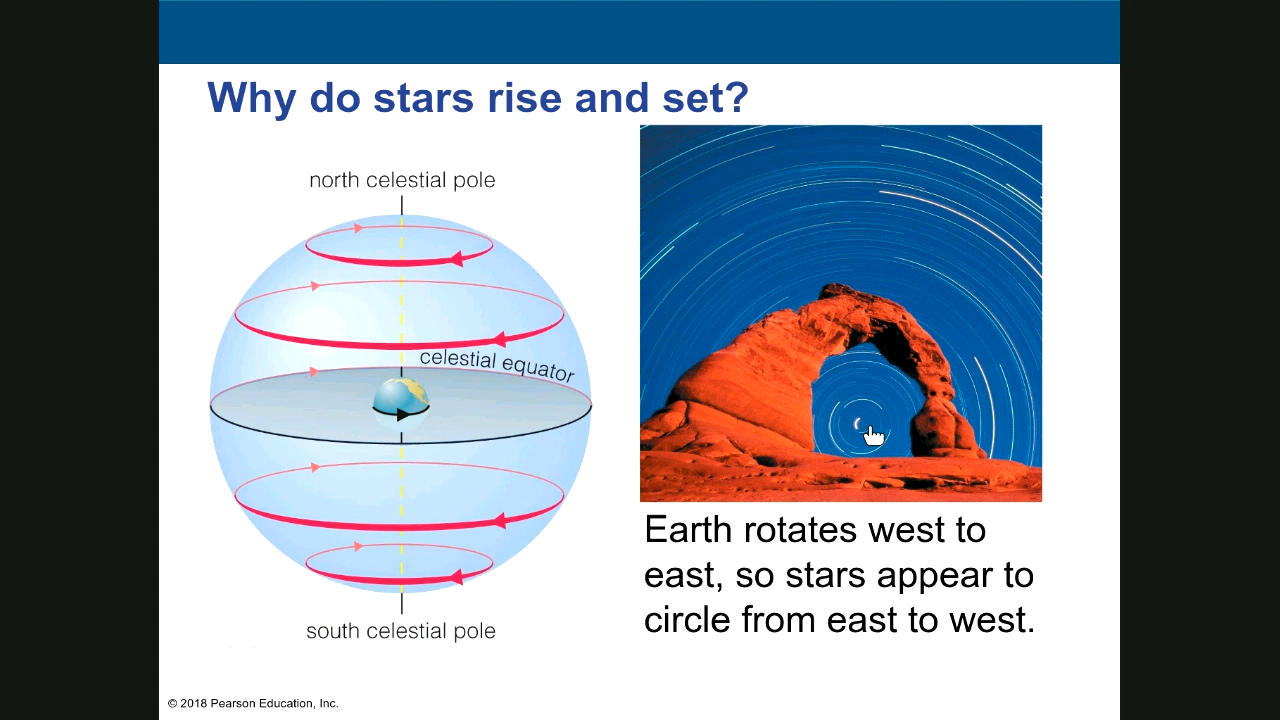 Why do stars rise and set?
north celestial pole
celestial equator
south celestial pole
Earth rotates west to
east, so stars appear to
circle from east to west.
© 2018 Pearson Education, Inc.